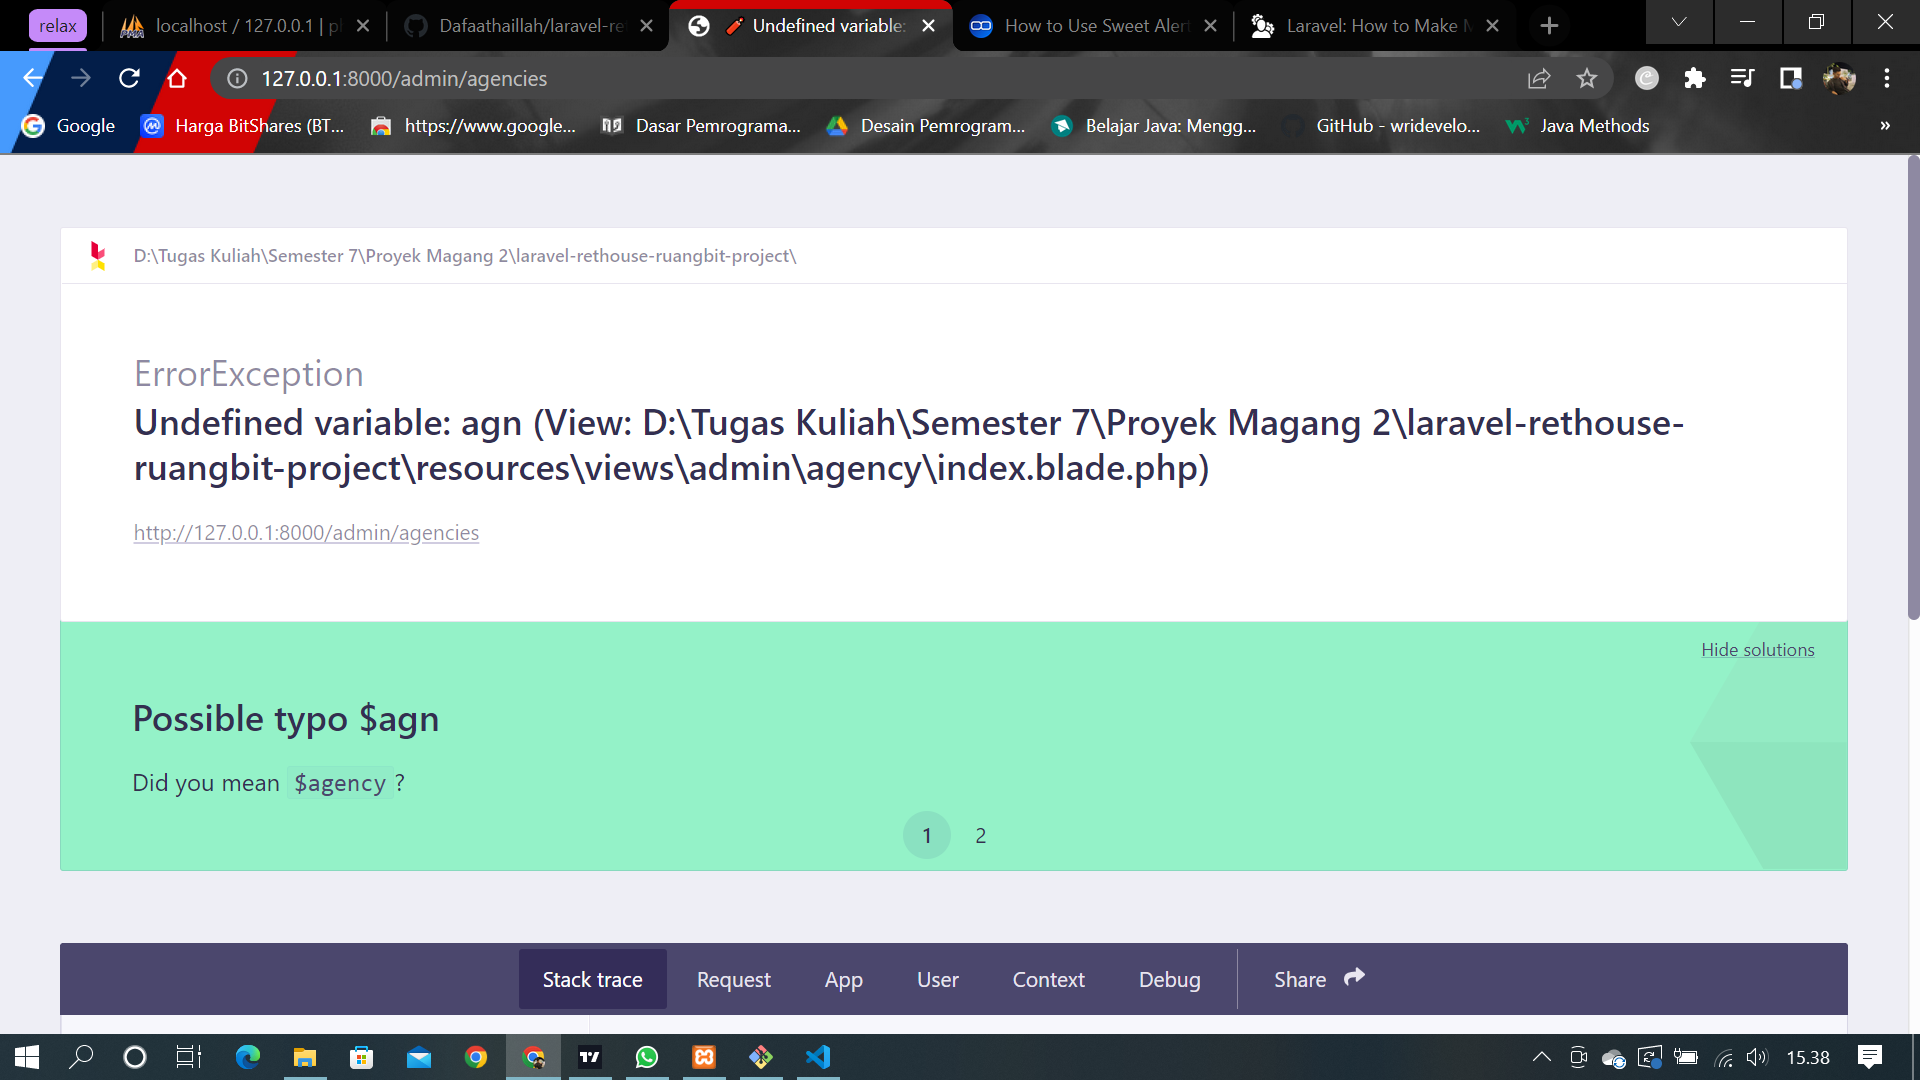 relax
localhost / 127.0.0.1 | p
Dafaathaillah/laravel-re
Undefined variable:
How to Use Sweet Alert
Laravel: How to Make M
127.0.0.1:8000/admin/agencies
Google
Harga BitShares (BT...
https://www.google...
Dasar Pemrograma...
Desain Pemrogram...
Belajar Java: Mengg...
GitHub - wridevelo...
Java Methods
»
D:\Tugas Kuliah\Semester 7\Proyek Magang 2\laravel-rethouse-ruangbit-project\
ErrorException
Undefined variable: agn (View: D:\Tugas Kuliah\Semester 7\Proyek Magang 2\laravel-rethouse-
ruangbit-project\resources\views\admin\agency\index.blade.php)
http://127.0.0.1:8000/admin/agencies
Hide solutions
Possible typo $agn
Did you mean $agency ?
1 2
Stack trace
Request
App
User
Context
Debug
Share
15.38